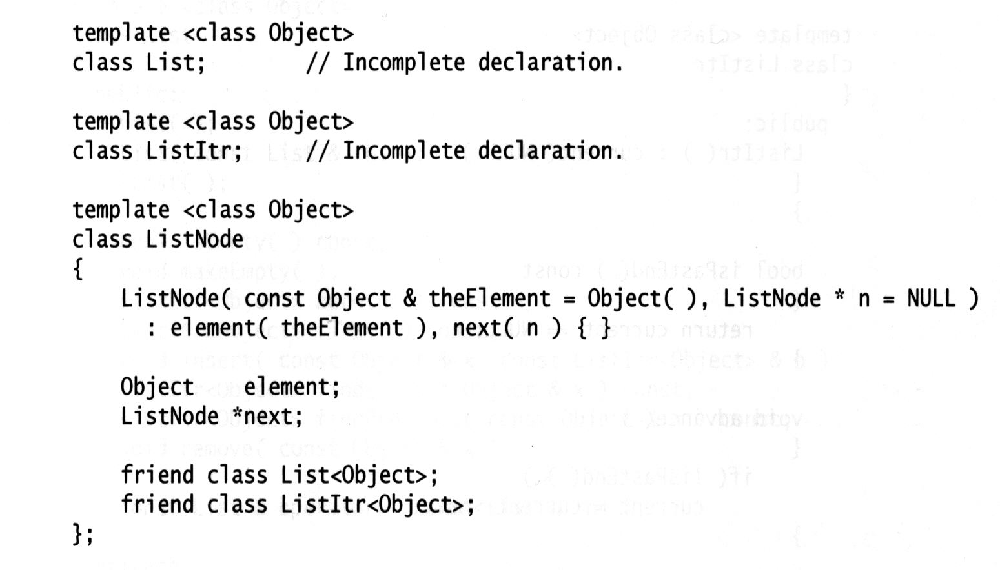 template <class Object>
class List;        // Incomplete declaration.
template <class Object>
class ListItr;     // Incomplete declaration.
template <class Object>
class ListNode
{
    ListNode( const Object & theElement = Object( ), ListNode * n = NULL )
      : element( theElement ), next( n ) { }
    Object    element;
    ListNode *next;
    friend class List<Object>;
    friend class ListItr<Object>;
};